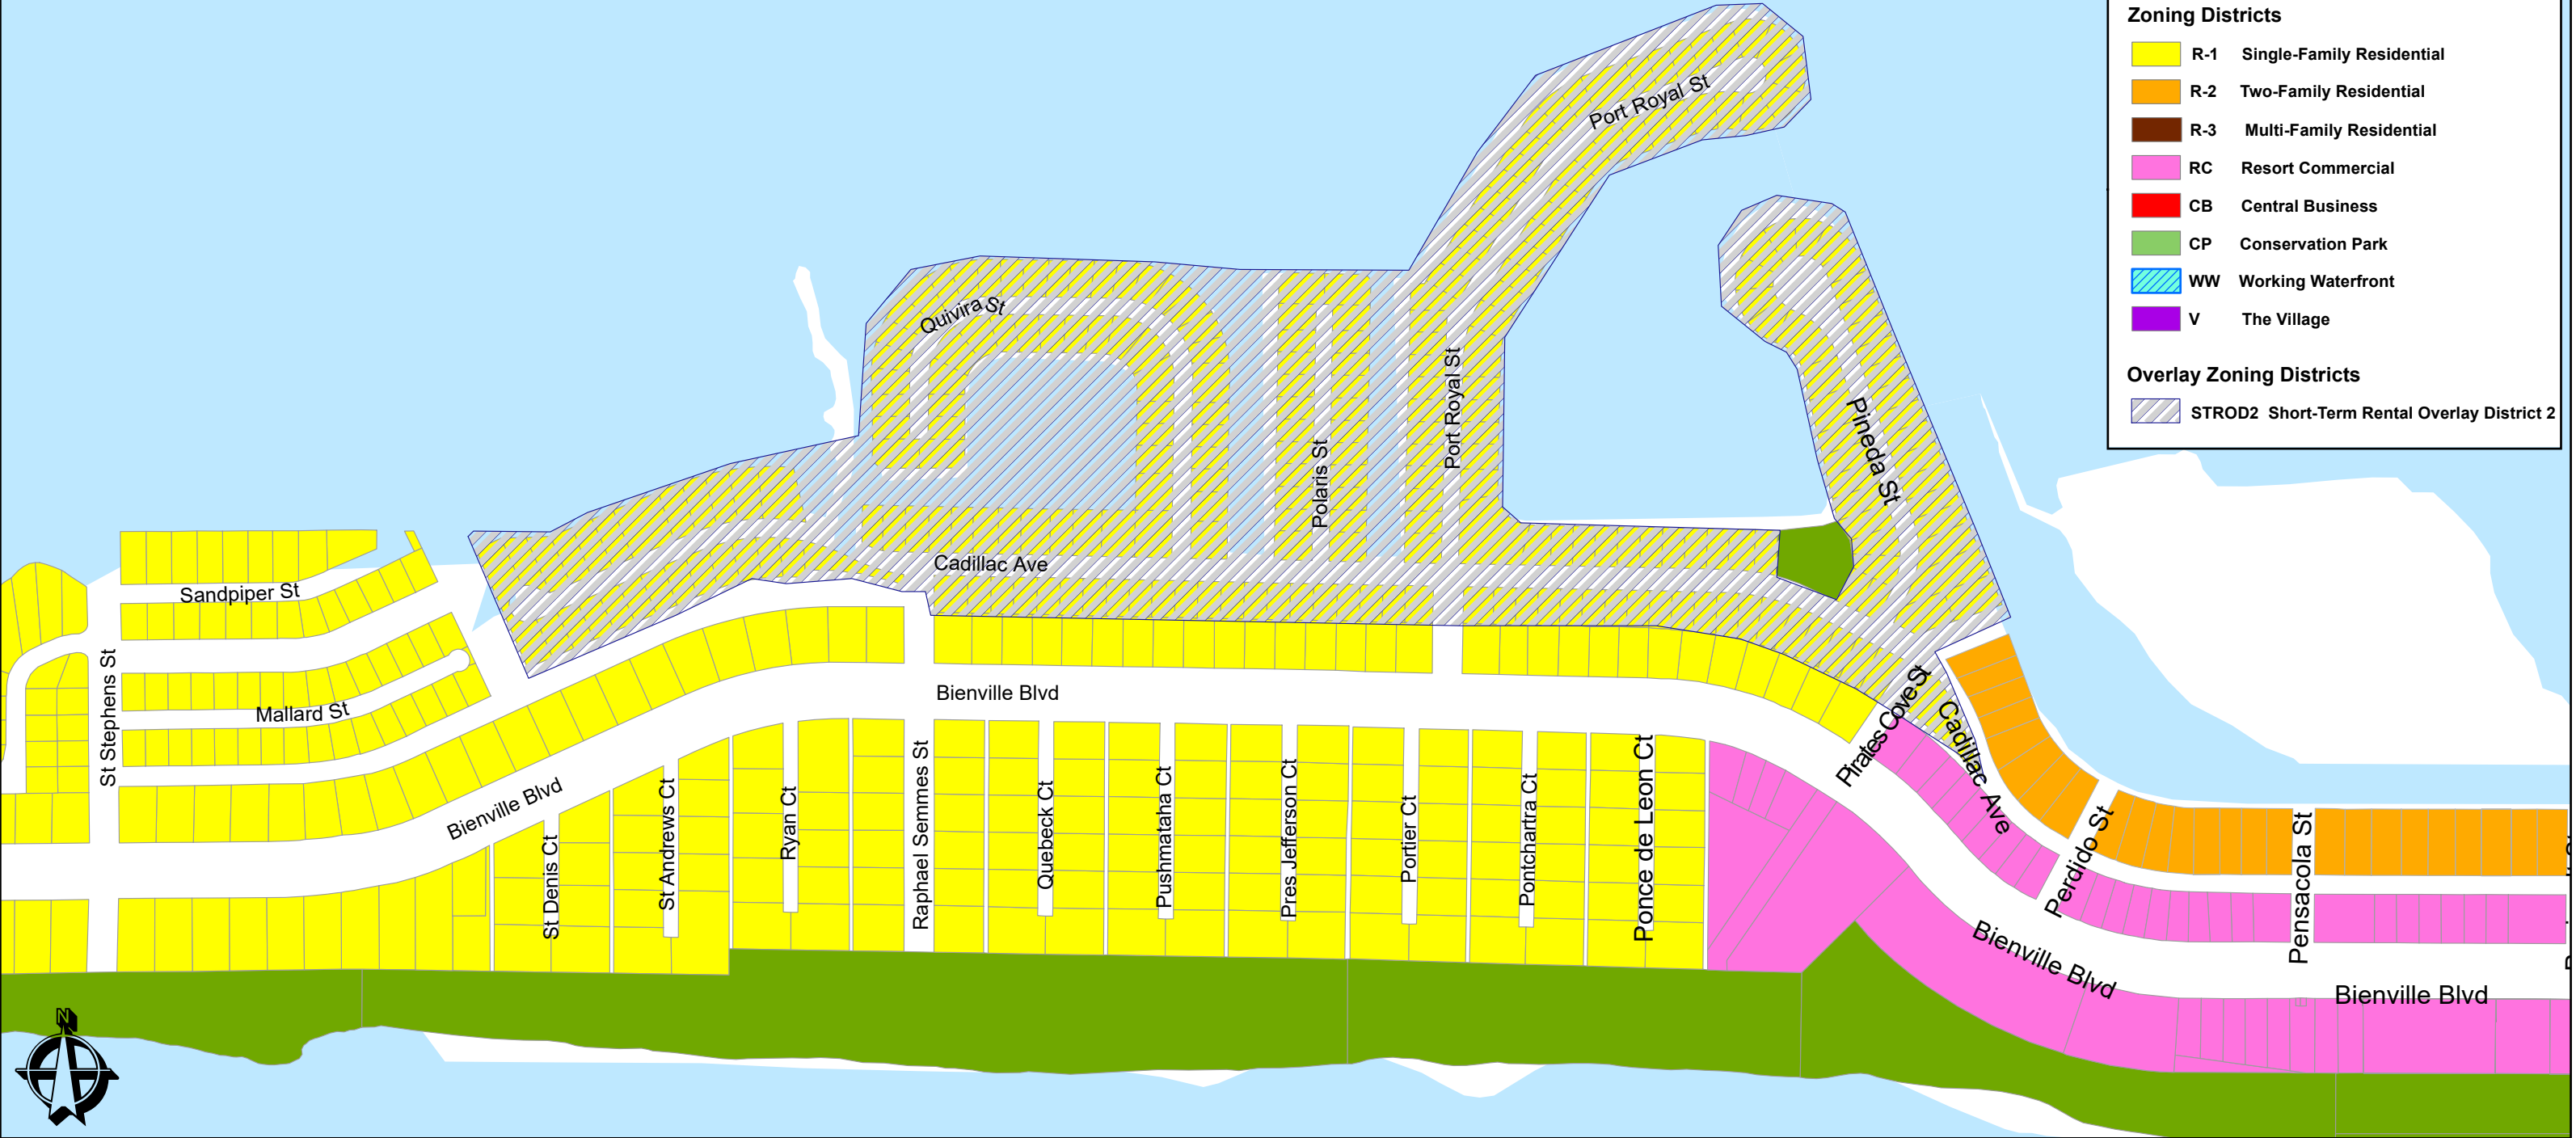 Zoning Districts
R-1 Single-Family Residential
R-2 Two-Family Residential
R-3 Multi-Family Residential
RC Resort Commercial
CB Central Business
CP Conservation Park
WW Working Waterfront
V The Village
Overlay Zoning Districts
STROD2 Short-Term Rental Overlay District 2
Port Royal St
Quivira St
Port Royal St
Polaris St
Pineda St
Cadillac Ave
Sandpiper St
St Stephens St
Mallard St
Bienville Blvd
Bienville Blvd
Pirates Cove St
Cadillac Ave
St Denis Ct
St Andrews Ct
Ryan Ct
Raphael Semmes St
Quebeck Ct
Pushmataha Ct
Pres Jefferson Ct
Portier Ct
Pontchartra Ct
Ponce de Leon Ct
Perdido St
Pensacola St
Bienville Blvd
Bienville Blvd
N